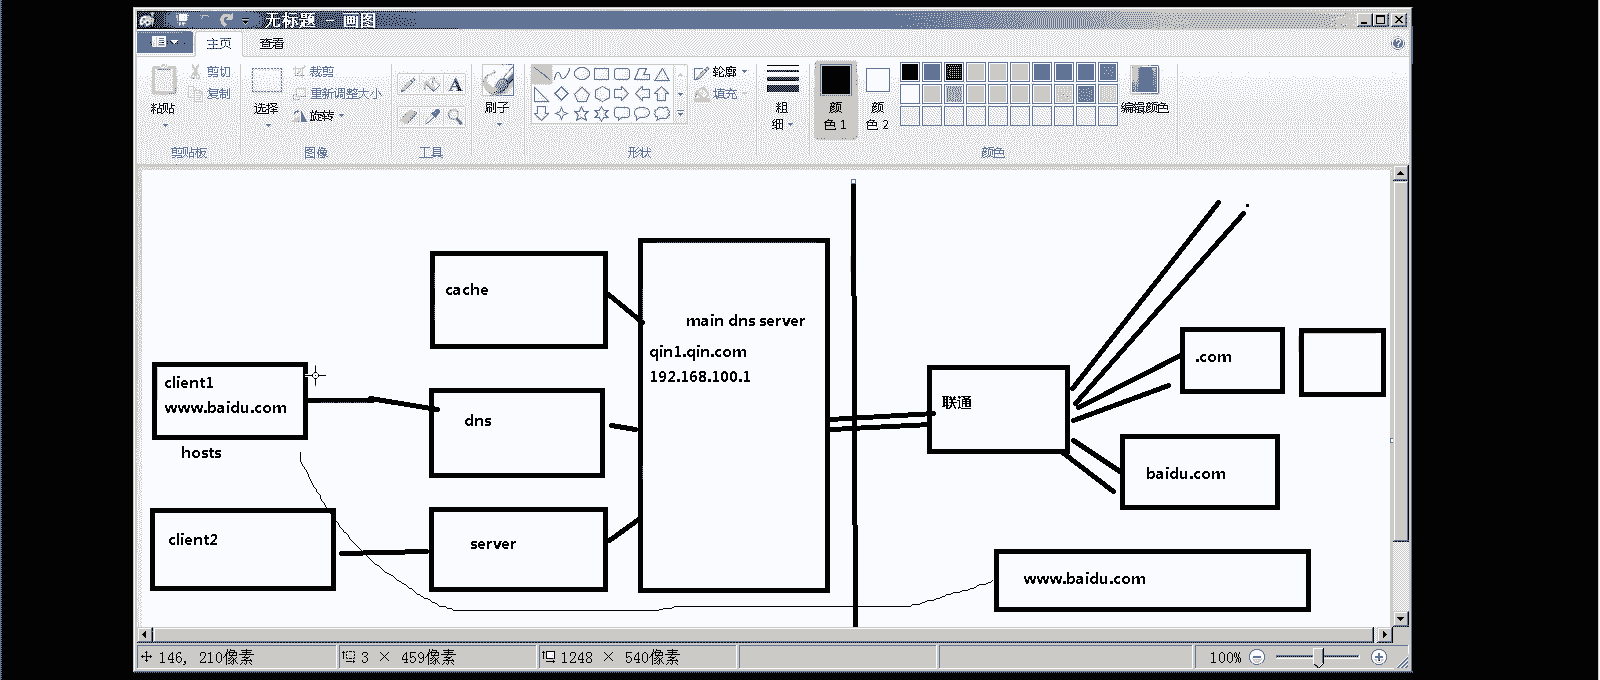 无标题 - 画图
主页 查看
粘贴
剪切
复制
剪贴板
选择
裁剪
重新调整大小
旋转
图像
A
工具
刷子
形状
轮廓
填充
粗
细
颜
色 1
颜
色 2
编辑颜色
颜色
cache
main dns server
qin1.qin.com
192.168.100.1
client1
www.baidu.com
hosts
dns
联通
.com
baidu.com
client2
server
www.baidu.com
146, 210像素
3 × 459像素
1248 × 540像素
100%